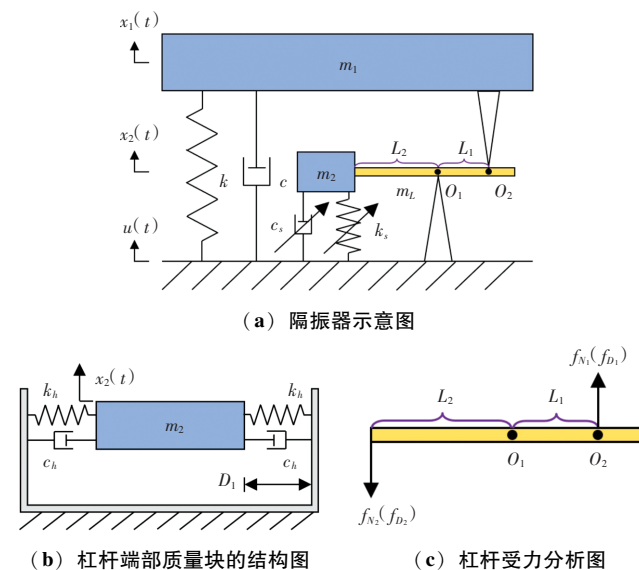 x₁(t)
m₁
x₂(t)
L₂ L₁
k c m₂
m_L O₁ O₂
u(t) c_s k_s
(a) 隔振器示意图
x₂(t)
k_h k_h
m₂
c_h c_h
D₁
(b) 杠杆端部质量块的结构图
f_{N₁}(f_{D₁})
L₂ L₁
O₁ O₂
f_{N₂}(f_{D₂})
(c) 杠杆受力分析图